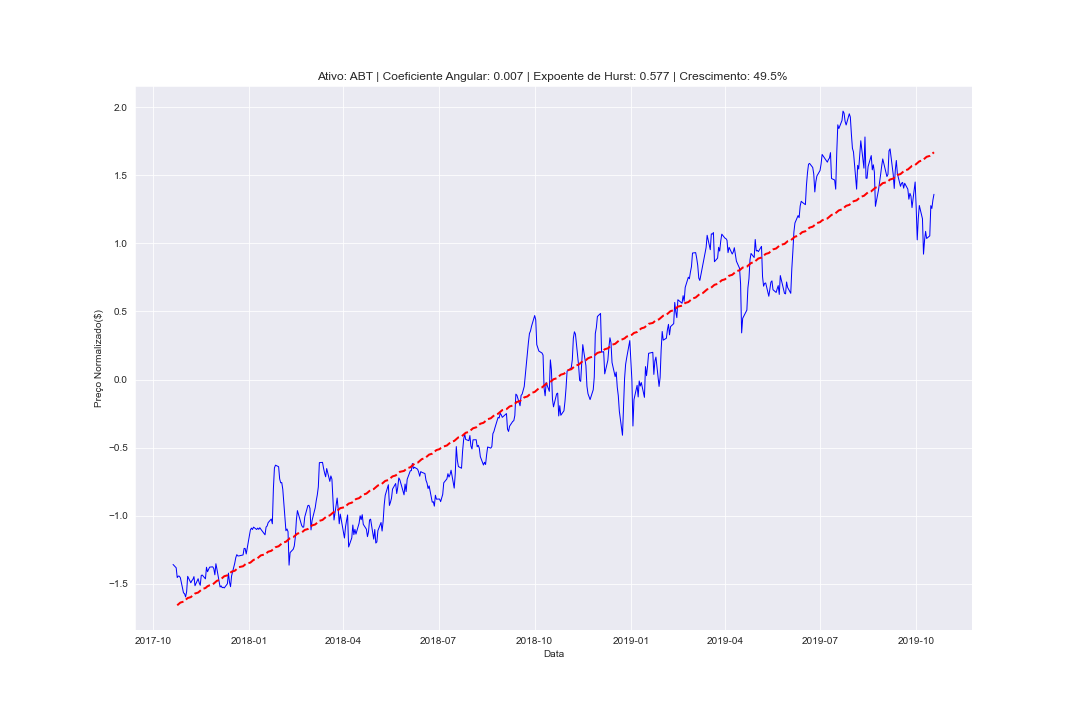 Ativo: ABT | Coeficiente Angular: 0.007 | Expoente de Hurst: 0.577 | Crescimento: 49.5%
2.0
1.5
1.0
0.5
0.0
−0.5
−1.0
−1.5
Preço Normalizado($)
2017-10 2018-01 2018-04 2018-07 2018-10 2019-01 2019-04 2019-07 2019-10
Data